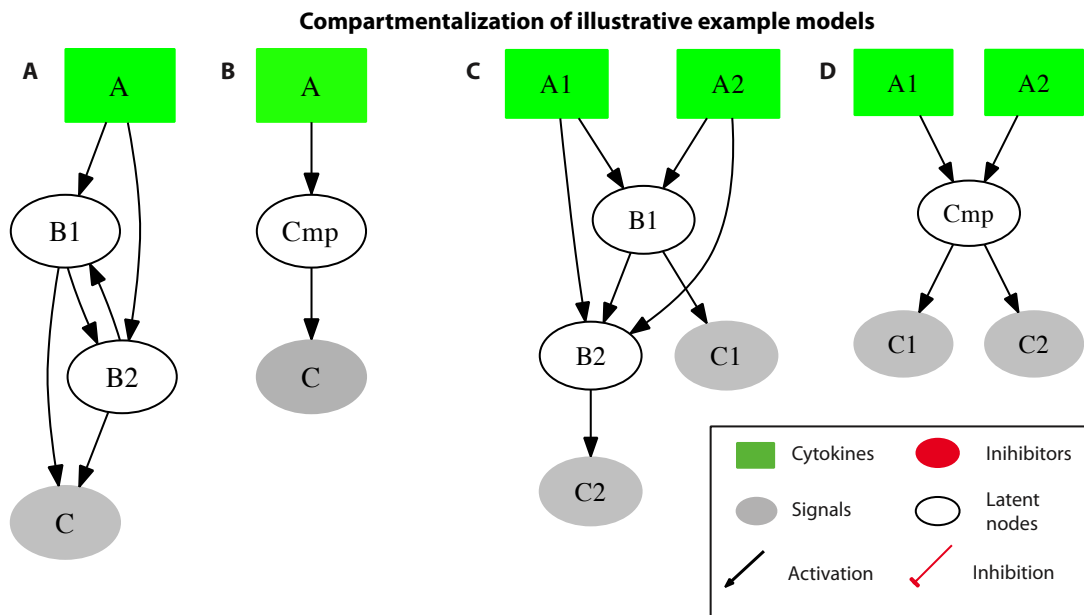 Compartmentalization of illustrative example models
A
A
B1
B2
C
B
A
Cmp
C
C
A1
A2
B1
B2
C1
C2
D
A1
A2
Cmp
C1
C2
Cytokines
Inihibitors
Signals
Latent
nodes
Activation
Inhibition